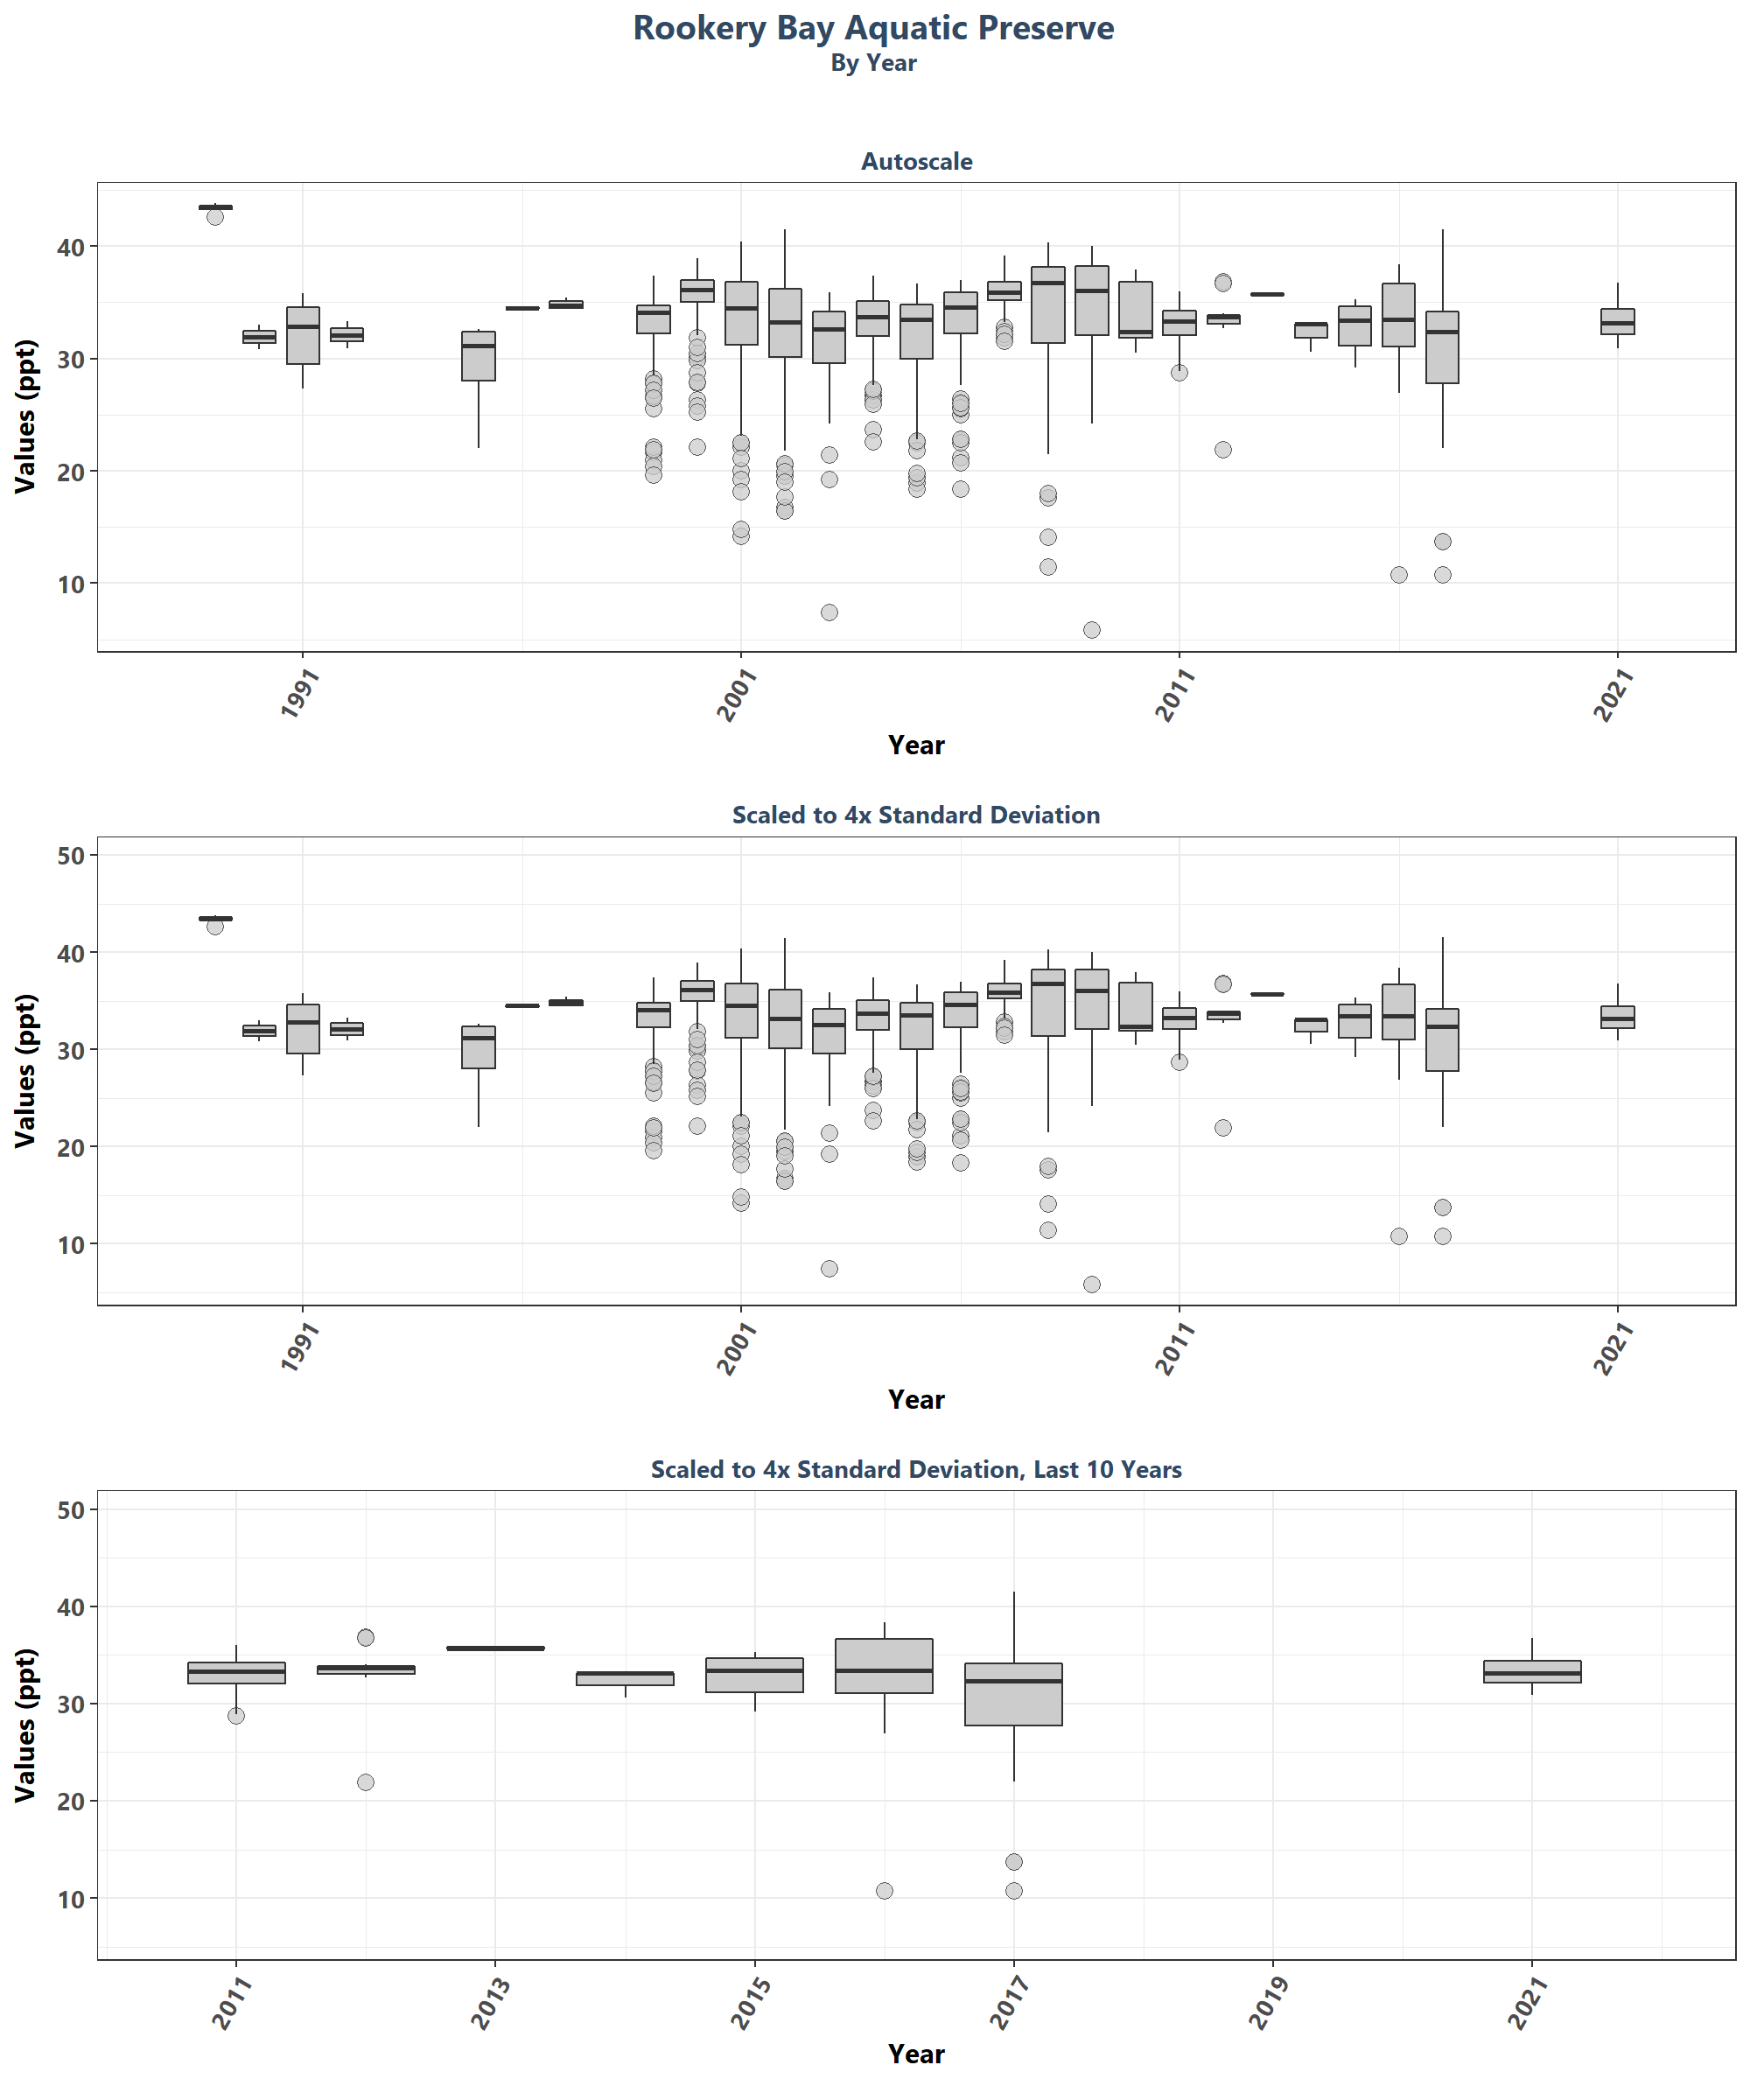 Rookery Bay Aquatic Preserve
By Year
Autoscale
Values (ppt)
40
30
20
10
1991
2001
2011
2021
Year
Scaled to 4x Standard Deviation
Values (ppt)
50
40
30
20
10
1991
2001
2011
2021
Year
Scaled to 4x Standard Deviation, Last 10 Years
Values (ppt)
50
40
30
20
10
2011
2013
2015
2017
2019
2021
Year